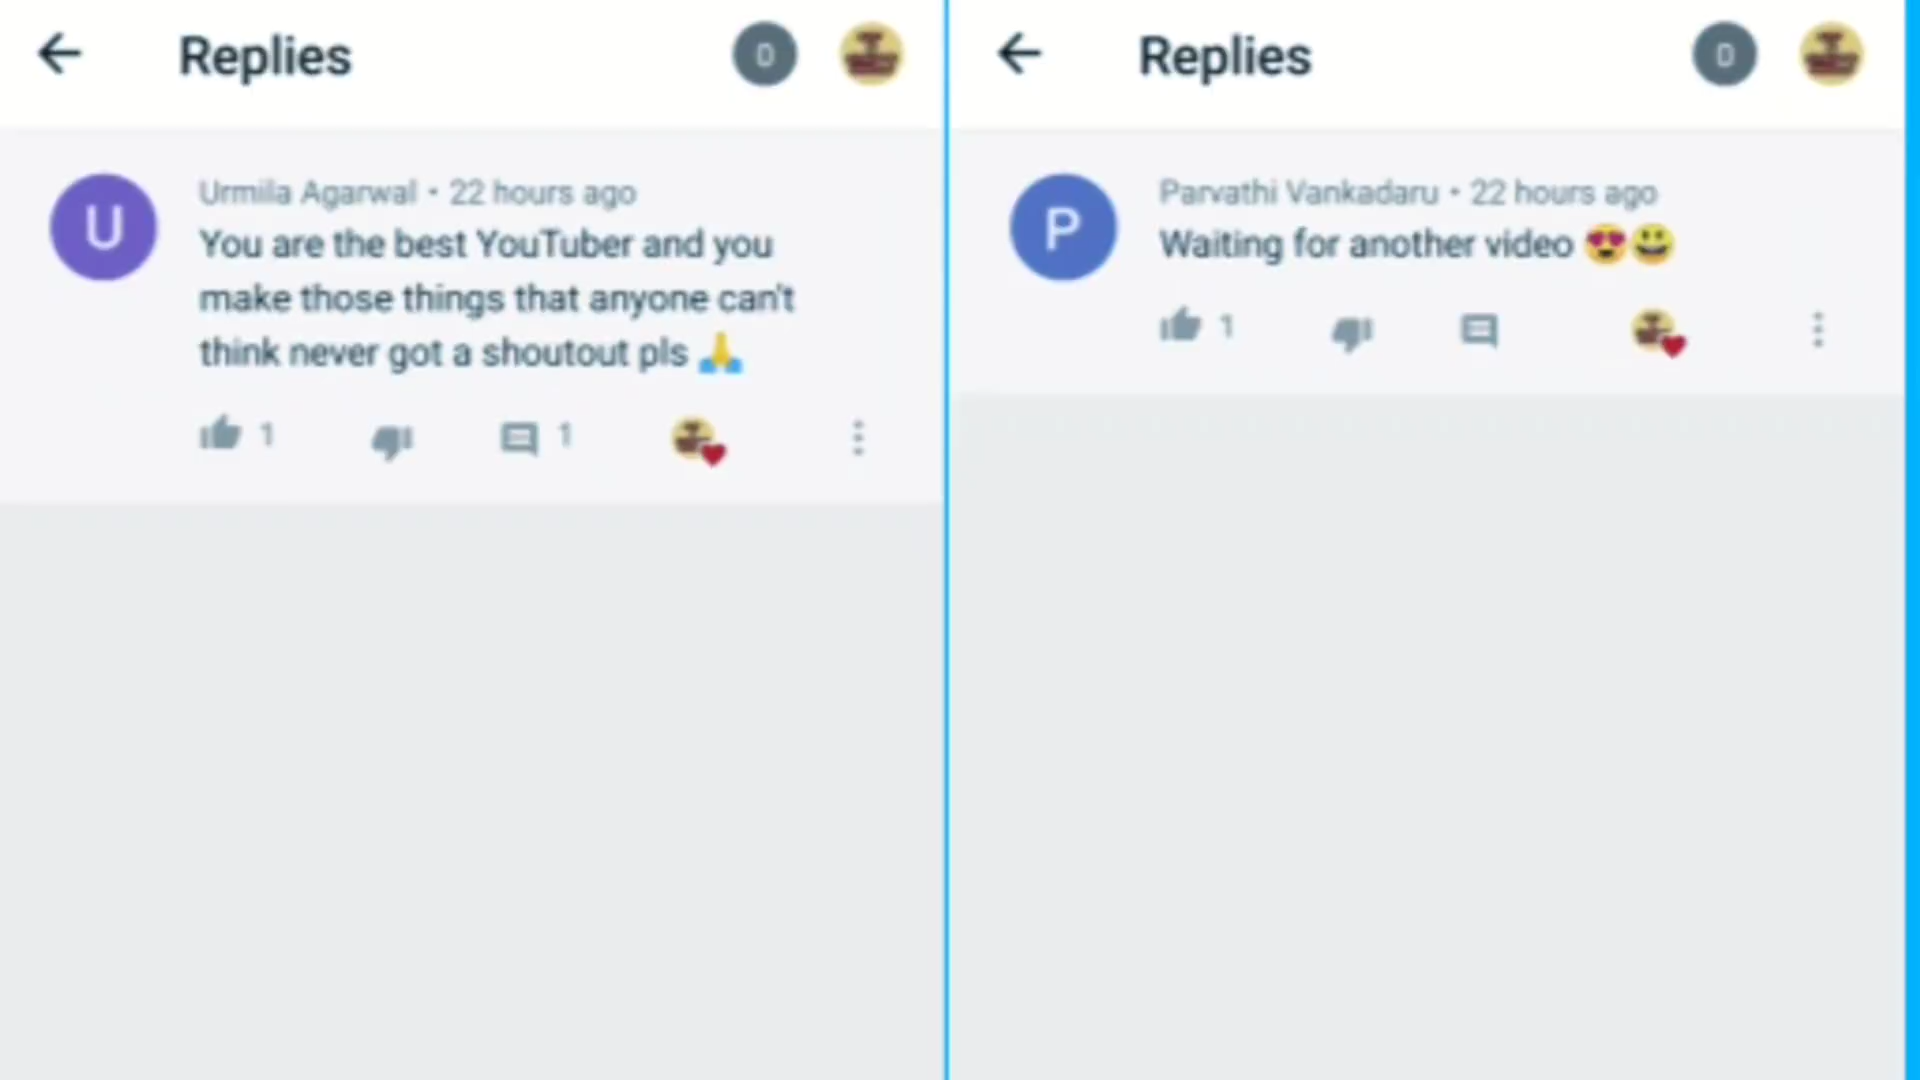 Replies
0
U
Urmila Agarwal • 22 hours ago
You are the best YouTuber and you
make those things that anyone can't
think never got a shoutout pls 🙏
1
1
Replies
0
P
Parvathi Vankadaru • 22 hours ago
Waiting for another video 😍😃
1